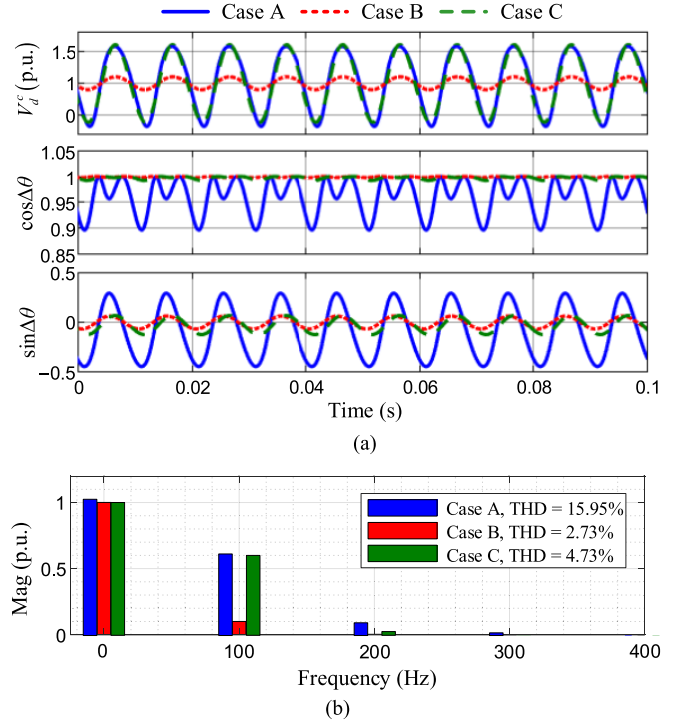 Case A Case B Case C
V_d^c (p.u.)
1.5
1
0
cosΔθ
1.05
1
0.95
0.9
0.85
sinΔθ
0.5
0
−0.5
0 0.02 0.04 0.06 0.08 0.1
Time (s)
(a)
Mag (p.u.)
1
0.5
0
Case A, THD = 15.95%
Case B, THD = 2.73%
Case C, THD = 4.73%
0 100 200 300 400
Frequency (Hz)
(b)